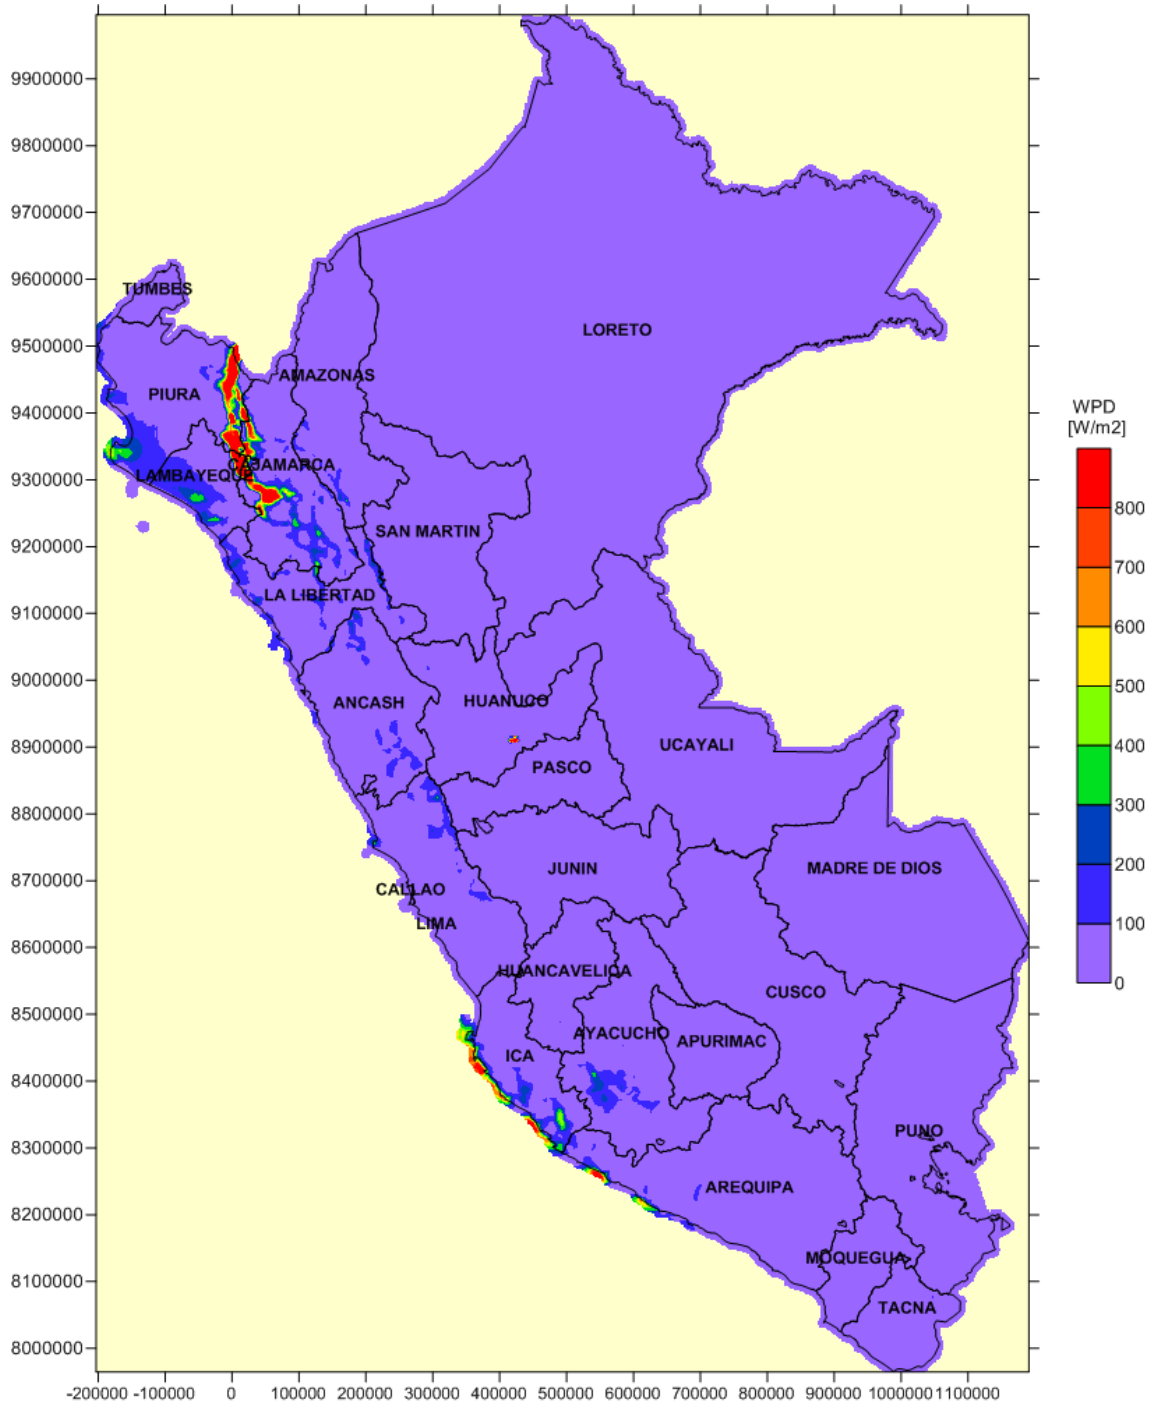 9900000
9800000
9700000
9600000
9500000
9400000
9300000
9200000
9100000
9000000
8900000
8800000
8700000
8600000
8500000
8400000
8300000
8200000
8100000
8000000
TUMBES
LORETO
AMAZONAS
PIURA
CAJAMARCA
LAMBAYEQUE
SAN MARTIN
LA LIBERTAD
ANCASH
HUANUCO
UCAYALI
PASCO
JUNIN
MADRE DE DIOS
CALLAO
LIMA
HUANCAVELICA
CUSCO
AYACUCHO
APURIMAC
ICA
PUNO
AREQUIPA
MOQUEGUA
TACNA
WPD
[W/m2]
800
700
600
500
400
300
200
100
0
-200000 -100000 0 100000 200000 300000 400000 500000 600000 700000 800000 900000 1000000 1100000